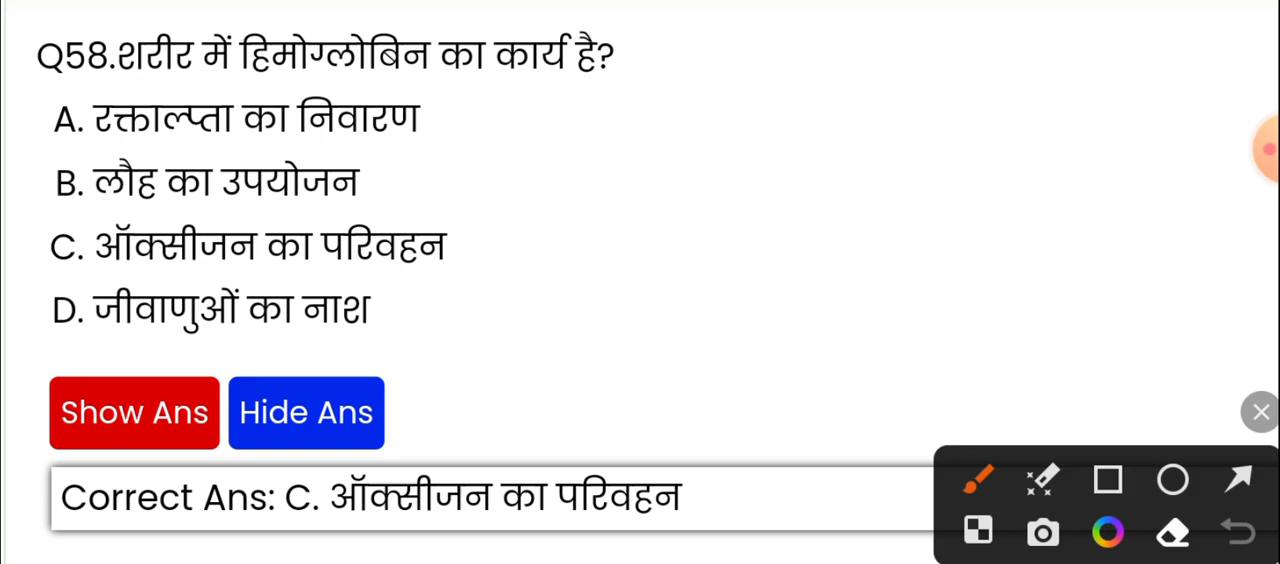 Q58.शरीर में हिमोग्लोबिन का कार्य है?
A. रक्ताल्प्ता का निवारण
B. लौह का उपयोजन
C. ऑक्सीजन का परिवहन
D. जीवाणुओं का नाश
Show Ans Hide Ans
Correct Ans: C. ऑक्सीजन का परिवहन